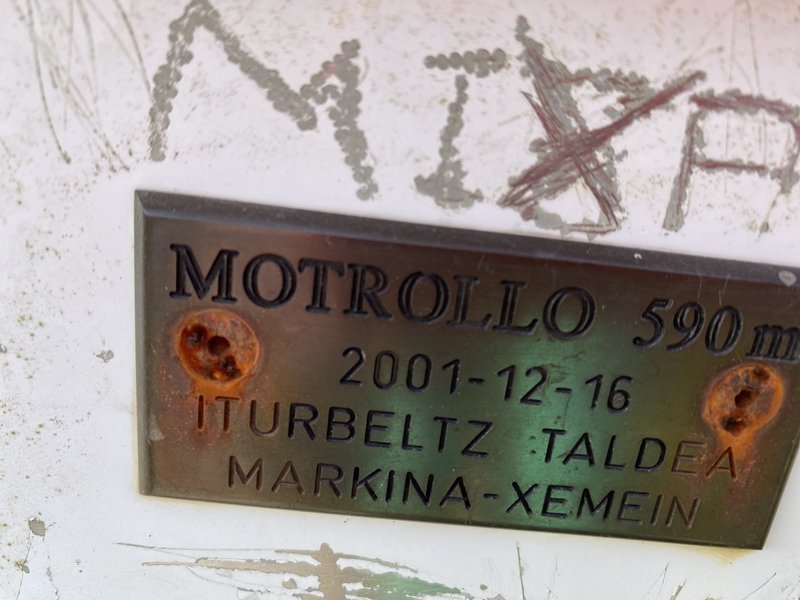 MOTROLLO 590 m
2001-12-16
ITURBELTZ TALDEA
MARKINA-XEMEIN